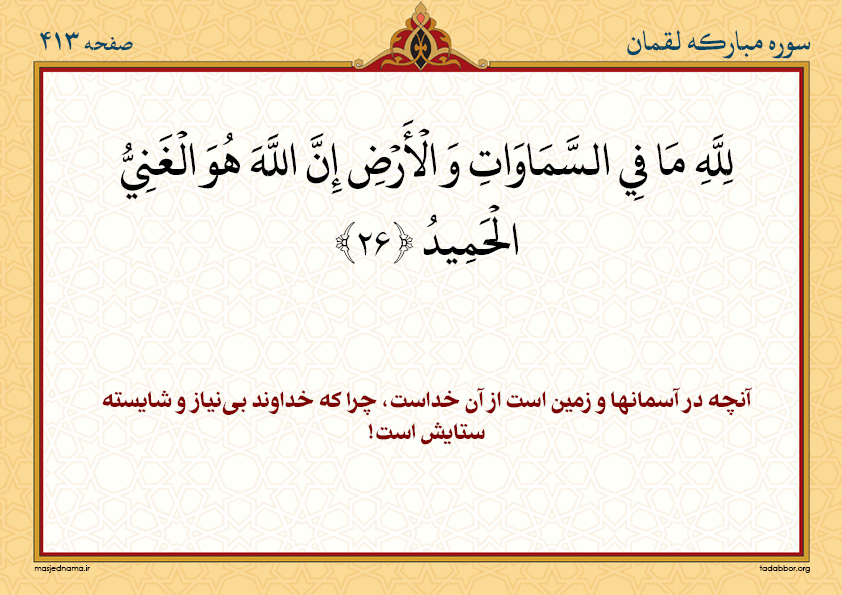 سوره مبارکه لقمان
صفحه ۴۱۳
لِلَّهِ مَا فِي السَّمَاوَاتِ وَ الْأَرْضِ إِنَّ اللَّهَ هُوَ الْغَنِيُّ
الْحَمِيدُ ﴿۲۶﴾
آنچه در آسمانها و زمین است از آن خداست، چرا که خداوند بی‌نیاز و شایسته
ستایش است!
masjednama.ir
tadabbor.org